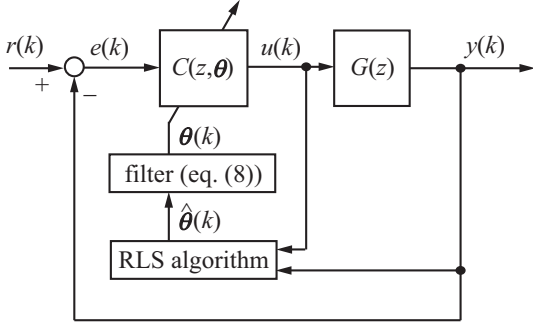 r(k) e(k) C(z,θ) u(k) G(z) y(k)
+
−
θ(k)
filter (eq. (8))
θ̂(k)
RLS algorithm